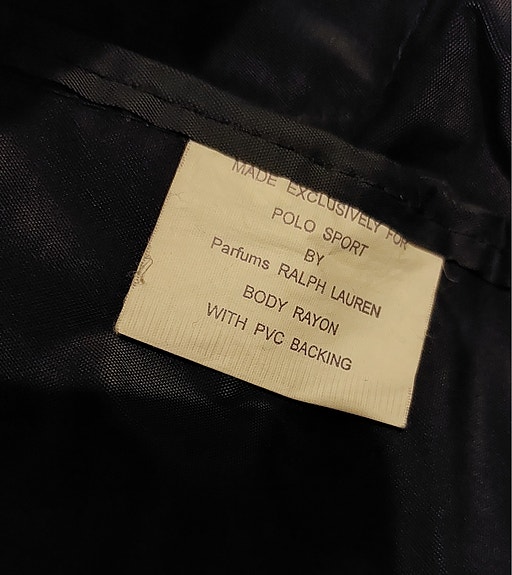 MADE EXCLUSIVELY FOR
POLO SPORT
BY
Parfums RALPH LAUREN
BODY RAYON
WITH PVC BACKING